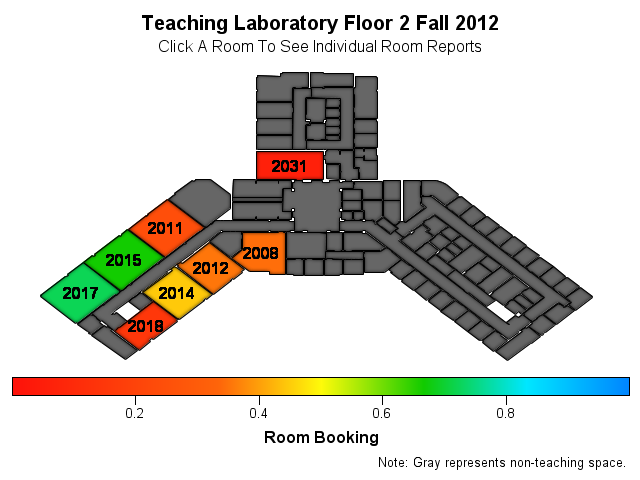 Teaching Laboratory Floor 2 Fall 2012
Click A Room To See Individual Room Reports
2031
2011
2015
2008
2012
2017
2014
2018
0.2 0.4 0.6 0.8
Room Booking
Note: Gray represents non-teaching space.